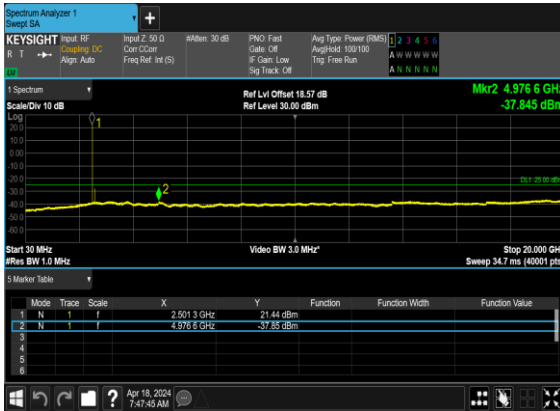 Spectrum Analyzer 1
Swept SA
+
KEYSIGHT
R T
Input: RF
Coupling: DC
Align: Auto
Input Z: 50 Ω
Corr CCorr
Freq Ref: Int (S)
#Atten: 30 dB
PNO: Fast
Gate: Off
IF Gain: Low
Sig Track: Off
Avg Type: Power (RMS)
Avg|Hold: 100/100
Trig: Free Run
1 2 3 4 5 6
A W W W W W
A N N N N N
1 Spectrum
Scale/Div 10 dB
Ref Lvl Offset 18.57 dB
Ref Level 30.00 dBm
Mkr2 4.976 6 GHz
-37.845 dBm
Log
20.0
10.0
0.00
-10.0
-20.0
-30.0
-40.0
-50.0
-60.0
1
2
DL1 -25.00 dBm
Start 30 MHz
#Res BW 1.0 MHz
Video BW 3.0 MHz*
Stop 20.000 GHz
Sweep 34.7 ms (40001 pts)
5 Marker Table
Mode Trace Scale X Y Function Function Width Function Value
1 N 1 f 2.501 3 GHz 21.44 dBm
2 N 1 f 4.976 6 GHz -37.85 dBm
3
4
5
6
?
Apr 18, 2024
7:47:45 AM